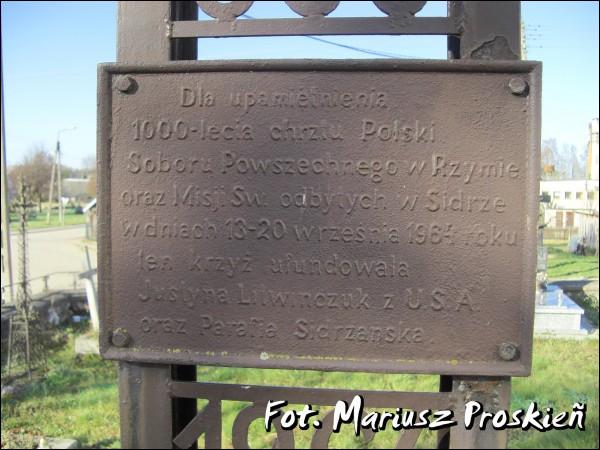 Dla upamiętnienia
1000-lecia chrztu Polski
Soboru Powszechnego w Rzymie
oraz Misji Św. odbytych w Sidrze
w dniach 13-20 września 1964 roku
ten krzyż ufundowała
Justyna Litwinczuk z U.S.A.
oraz Parafia Sidrzańska.
Fot. Mariusz Proskień